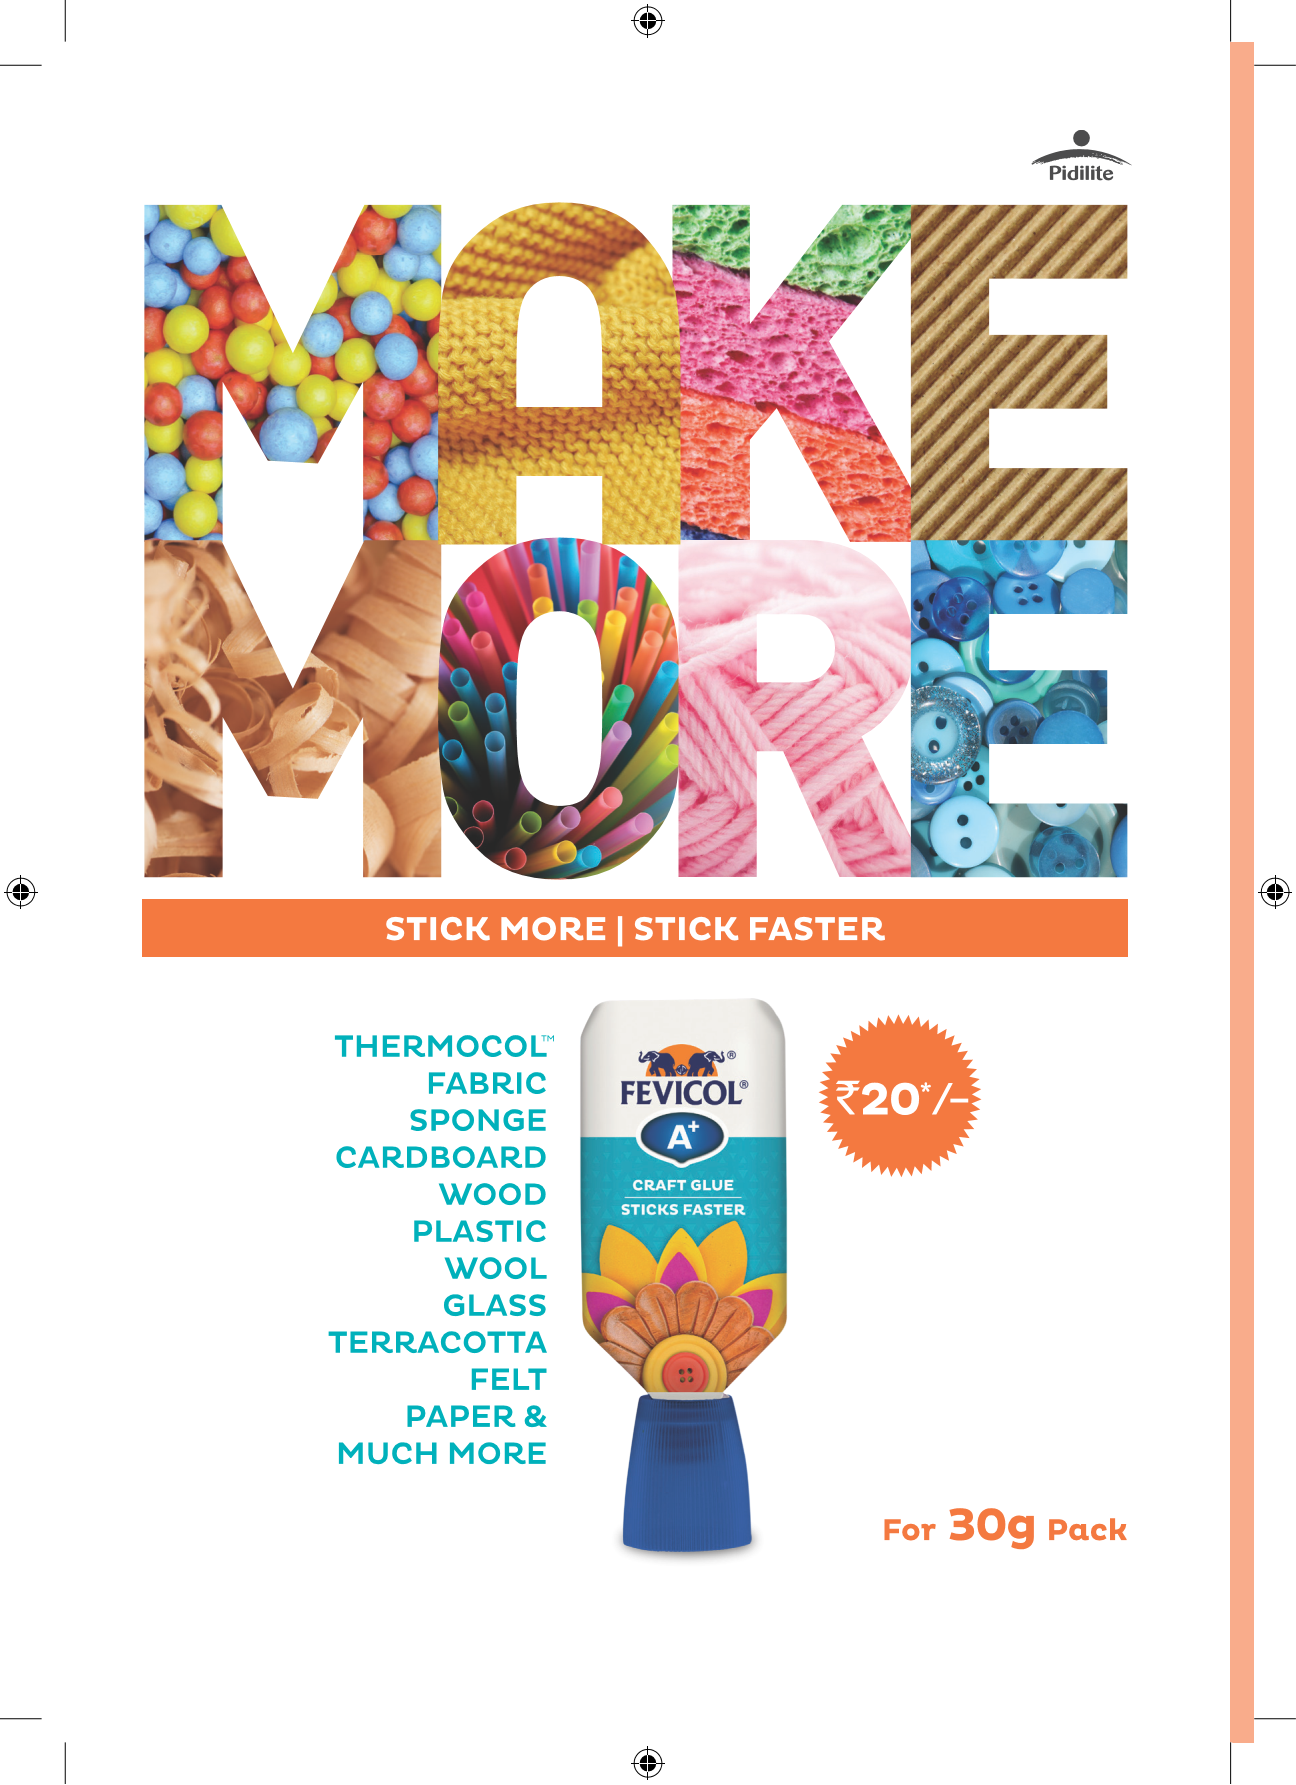 Pidilite
MAKE
MORE
STICK MORE | STICK FASTER
THERMOCOL™
FABRIC
SPONGE
CARDBOARD
WOOD
PLASTIC
WOOL
GLASS
TERRACOTTA
FELT
PAPER &
MUCH MORE
FEVICOL®
A+
CRAFT GLUE
STICKS FASTER
₹20*/–
For 30g Pack